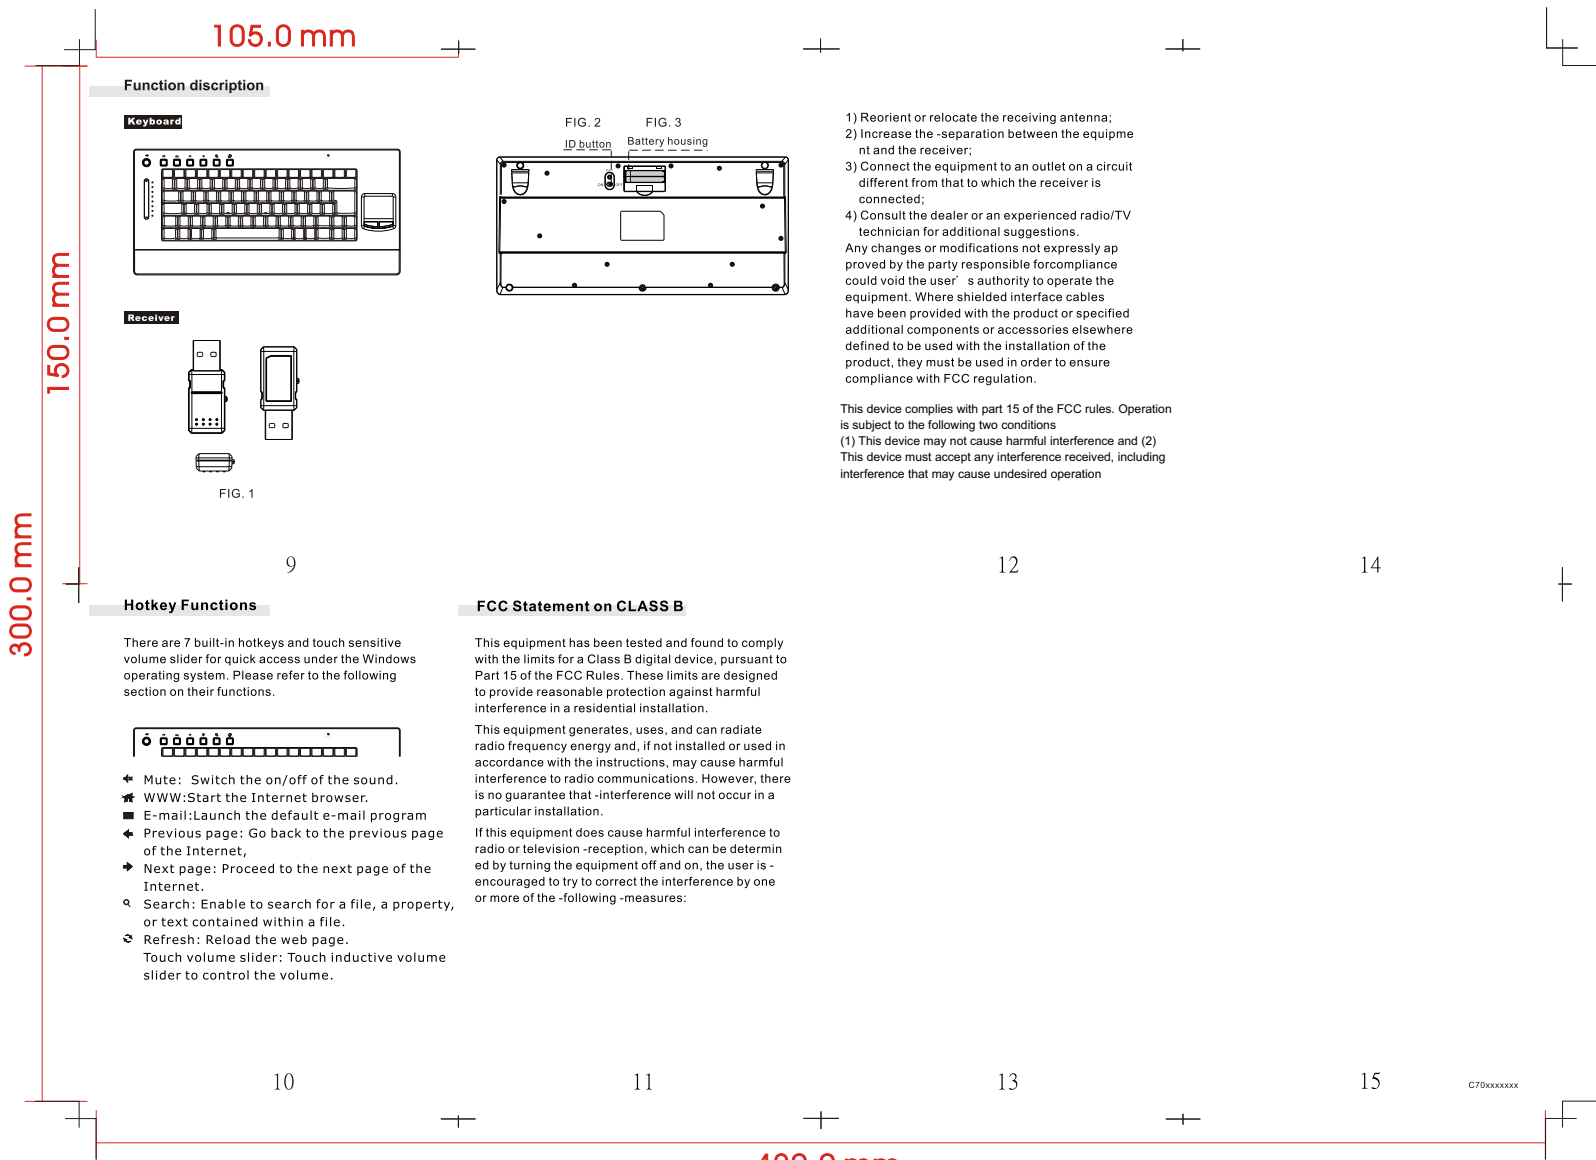 105.0 mm
150.0 mm
300.0 mm
Function discription
Keyboard
Receiver
FIG. 1
9
FIG. 2
FIG. 3
ID button
Battery housing
ON
OFF
1) Reorient or relocate the receiving antenna;
2) Increase the -separation between the equipme
nt and the receiver;
3) Connect the equipment to an outlet on a circuit
different from that to which the receiver is
connected;
4) Consult the dealer or an experienced radio/TV
technician for additional suggestions.
Any changes or modifications not expressly ap
proved by the party responsible forcompliance
could void the user' s authority to operate the
equipment. Where shielded interface cables
have been provided with the product or specified
additional components or accessories elsewhere
defined to be used with the installation of the
product, they must be used in order to ensure
compliance with FCC regulation.
This device complies with part 15 of the FCC rules. Operation
is subject to the following two conditions
(1) This device may not cause harmful interference and (2)
This device must accept any interference received, including
interference that may cause undesired operation
12
14
Hotkey Functions
There are 7 built-in hotkeys and touch sensitive
volume slider for quick access under the Windows
operating system. Please refer to the following
section on their functions.
Mute: Switch the on/off of the sound.
WWW:Start the Internet browser.
E-mail:Launch the default e-mail program
Previous page: Go back to the previous page
of the Internet,
Next page: Proceed to the next page of the
Internet.
Search: Enable to search for a file, a property,
or text contained within a file.
Refresh: Reload the web page.
Touch volume slider: Touch inductive volume
slider to control the volume.
10
FCC Statement on CLASS B
This equipment has been tested and found to comply
with the limits for a Class B digital device, pursuant to
Part 15 of the FCC Rules. These limits are designed
to provide reasonable protection against harmful
interference in a residential installation.
This equipment generates, uses, and can radiate
radio frequency energy and, if not installed or used in
accordance with the instructions, may cause harmful
interference to radio communications. However, there
is no guarantee that -interference will not occur in a
particular installation.
If this equipment does cause harmful interference to
radio or television -reception, which can be determin
ed by turning the equipment off and on, the user is -
encouraged to try to correct the interference by one
or more of the -following -measures:
11
13
15
C70xxxxxxx